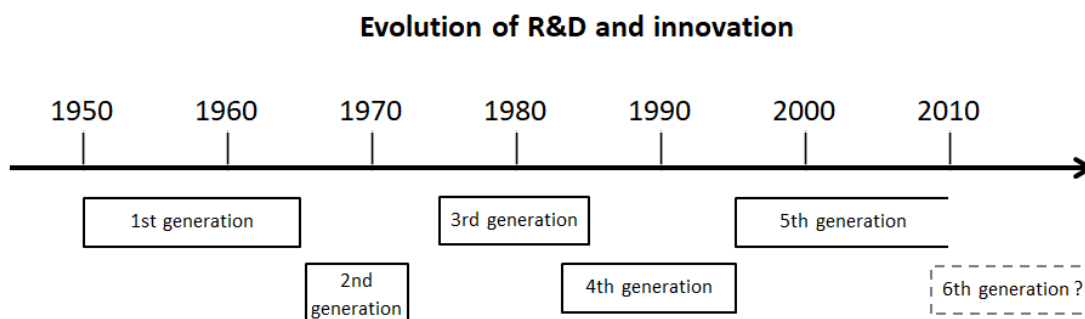 Evolution of R&D and innovation
1950 1960 1970 1980 1990 2000 2010
1st generation 3rd generation 5th generation
2nd
generation
4th generation
6th generation ?